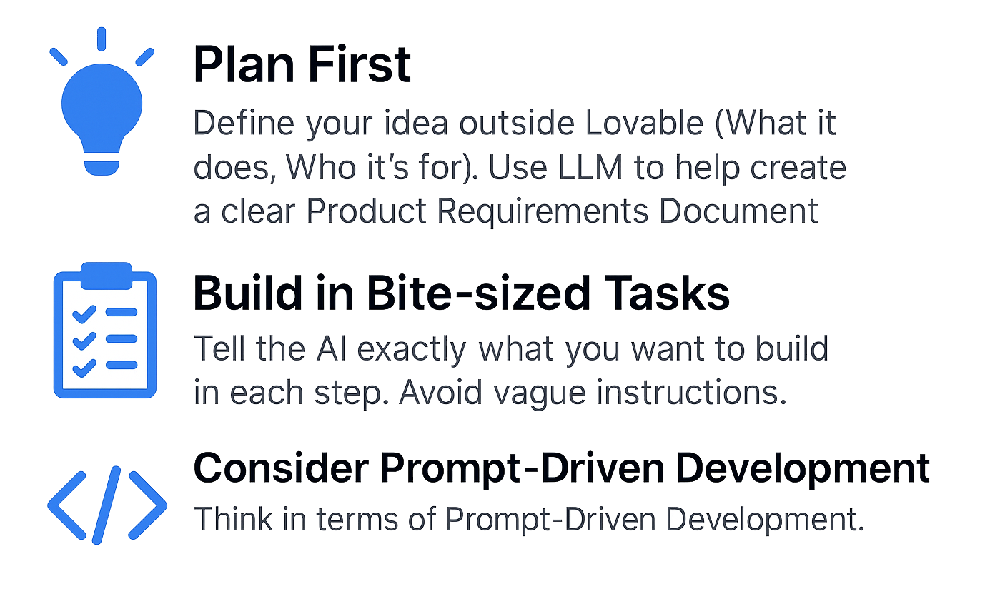 Plan First
Define your idea outside Lovable (What it
does, Who it’s for). Use LLM to help create
a clear Product Requirements Document
Build in Bite-sized Tasks
Tell the AI exactly what you want to build
in each step. Avoid vague instructions.
Consider Prompt-Driven Development
Think in terms of Prompt-Driven Development.